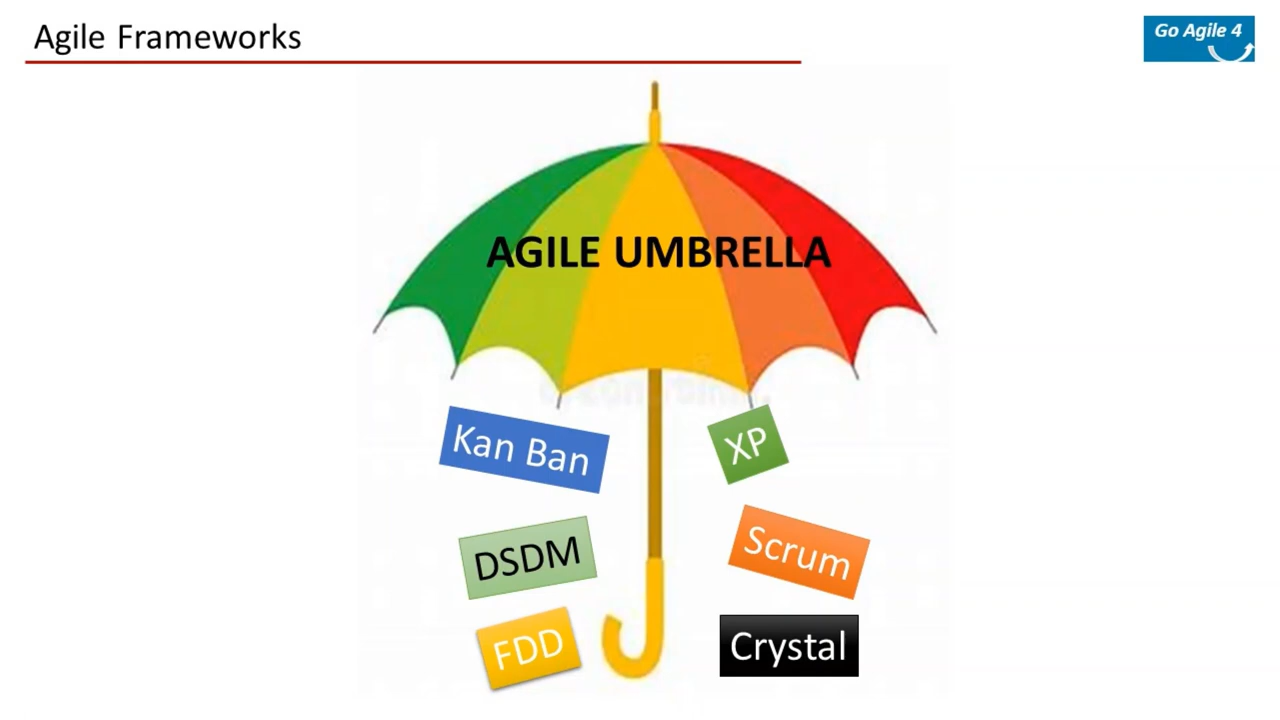 Agile Frameworks
Go Agile 4
AGILE UMBRELLA
Kan Ban
XP
DSDM
Scrum
FDD
Crystal